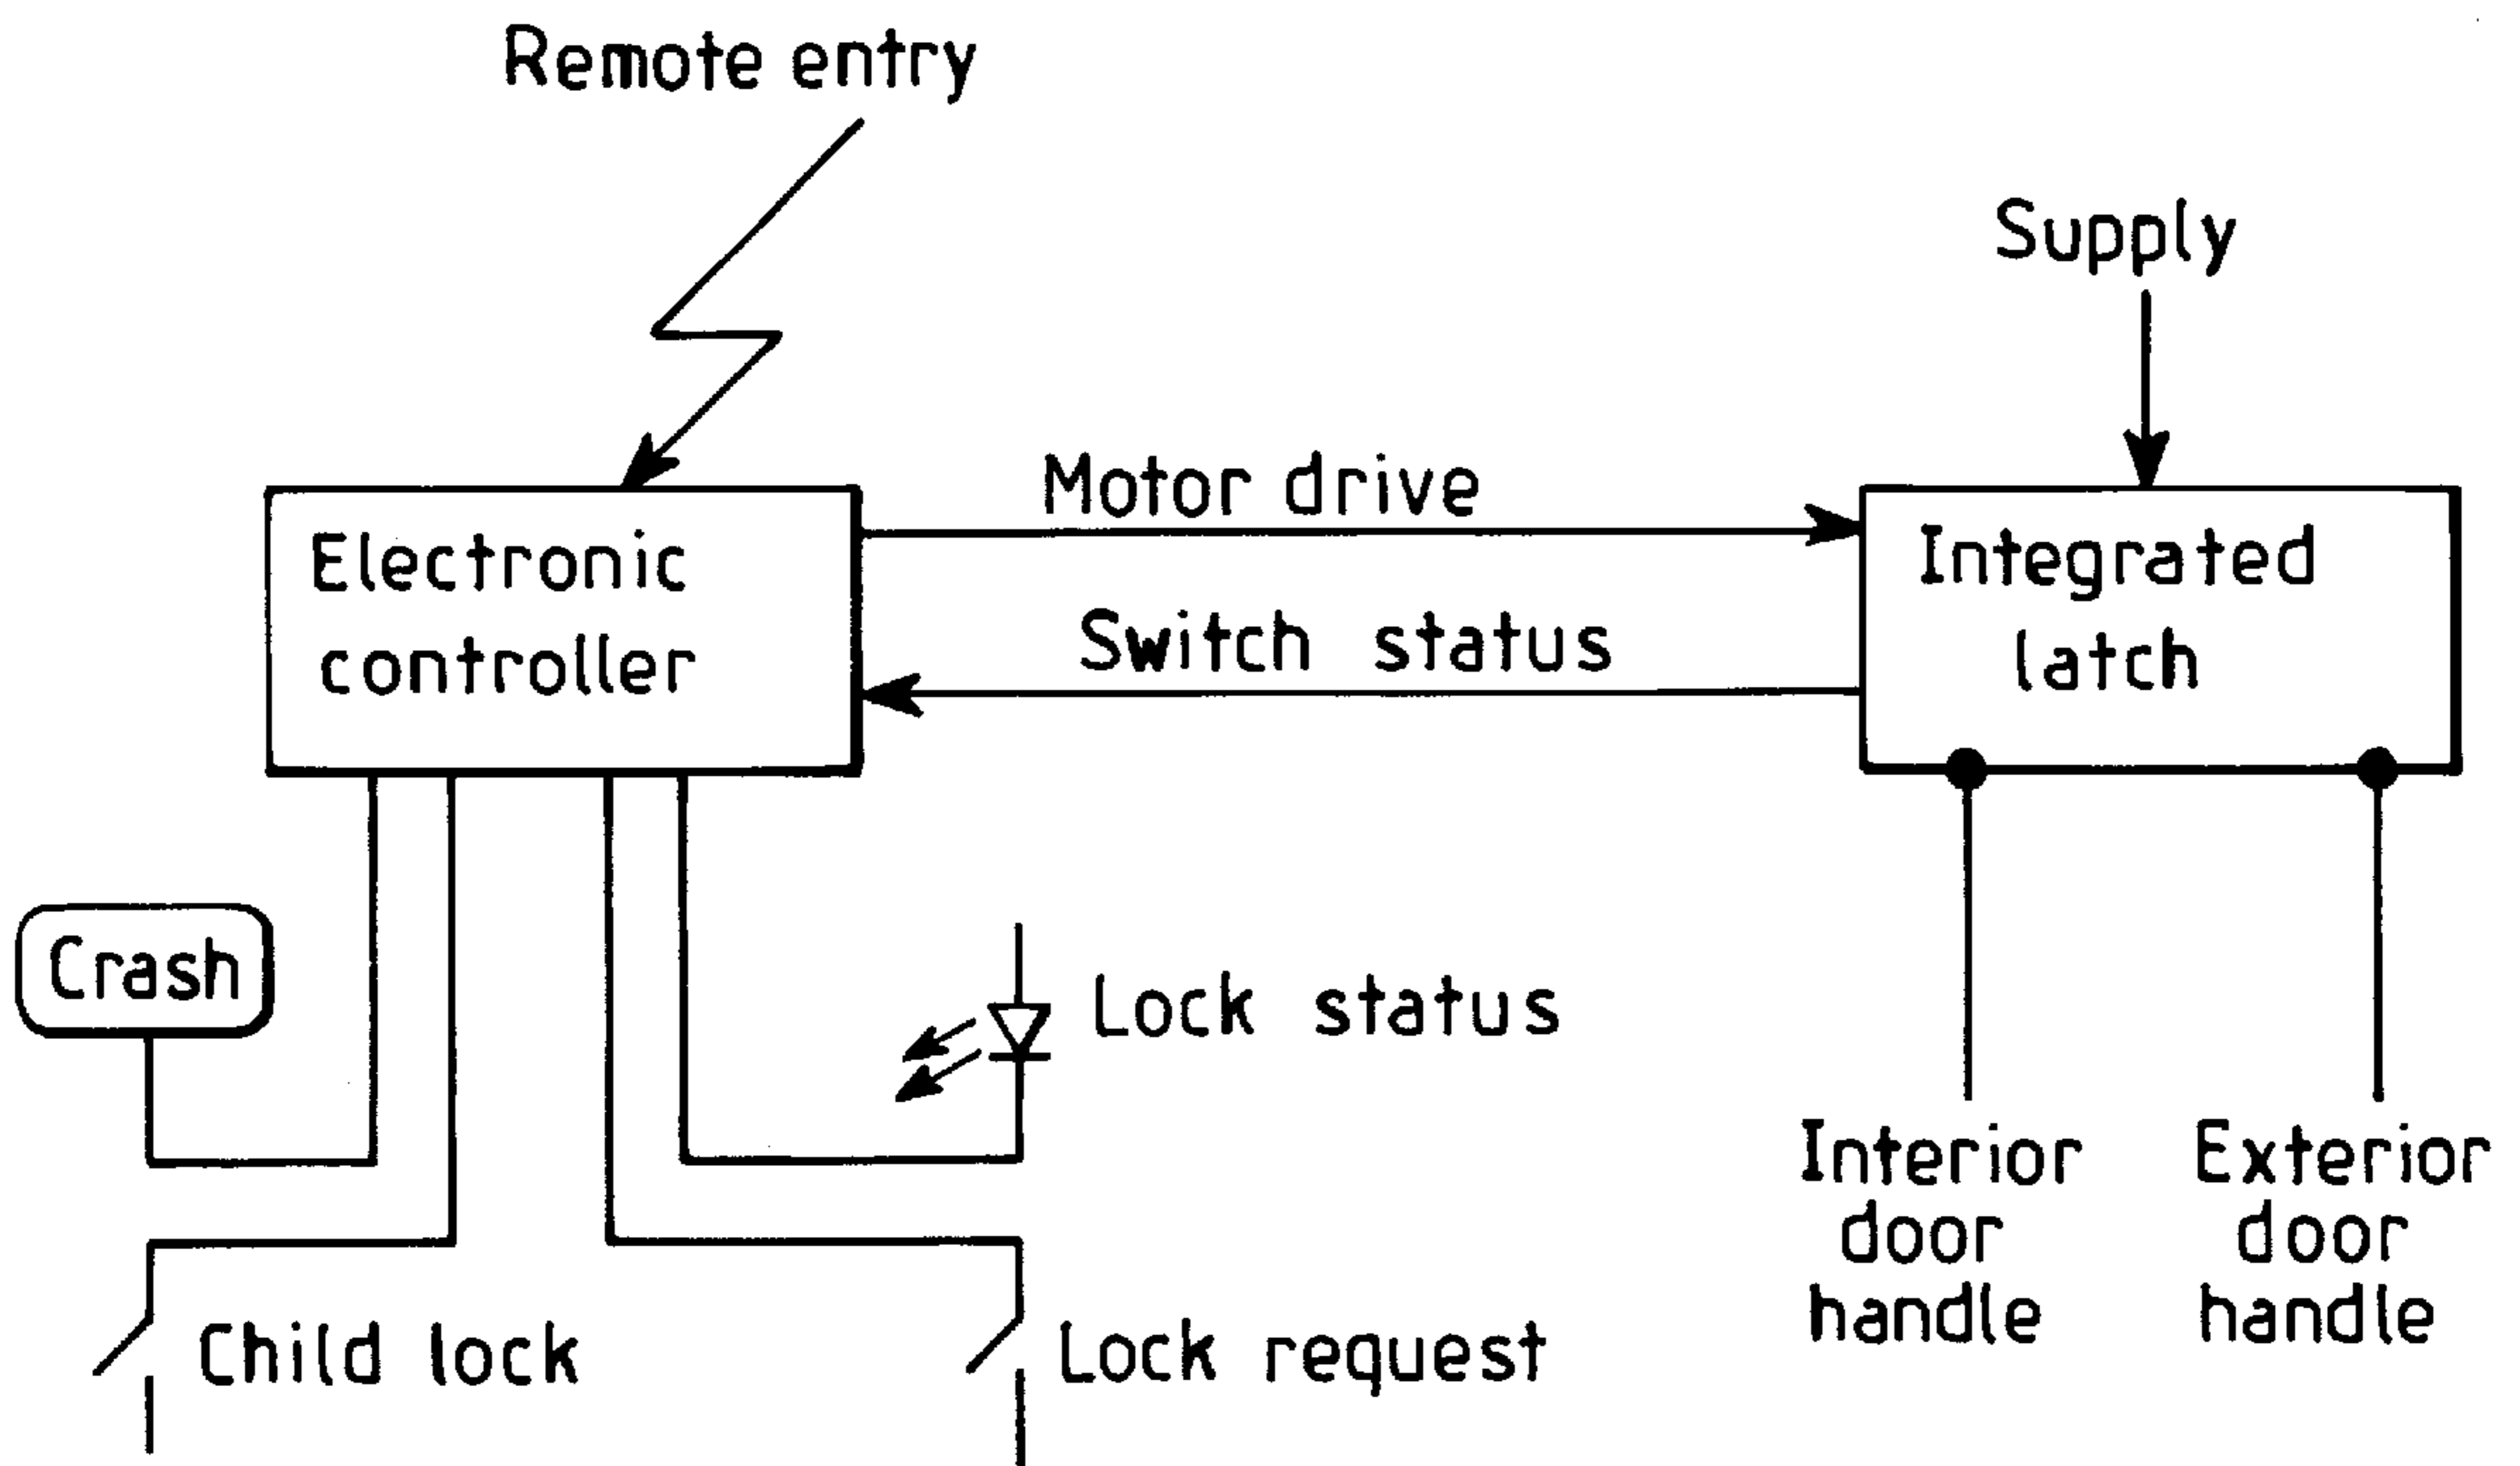 Remote entry
Supply
Motor drive
Electronic
controller
Switch status
Integrated
latch
Crash
Lock status
Interior
door
handle
Exterior
door
handle
Child lock
Lock request